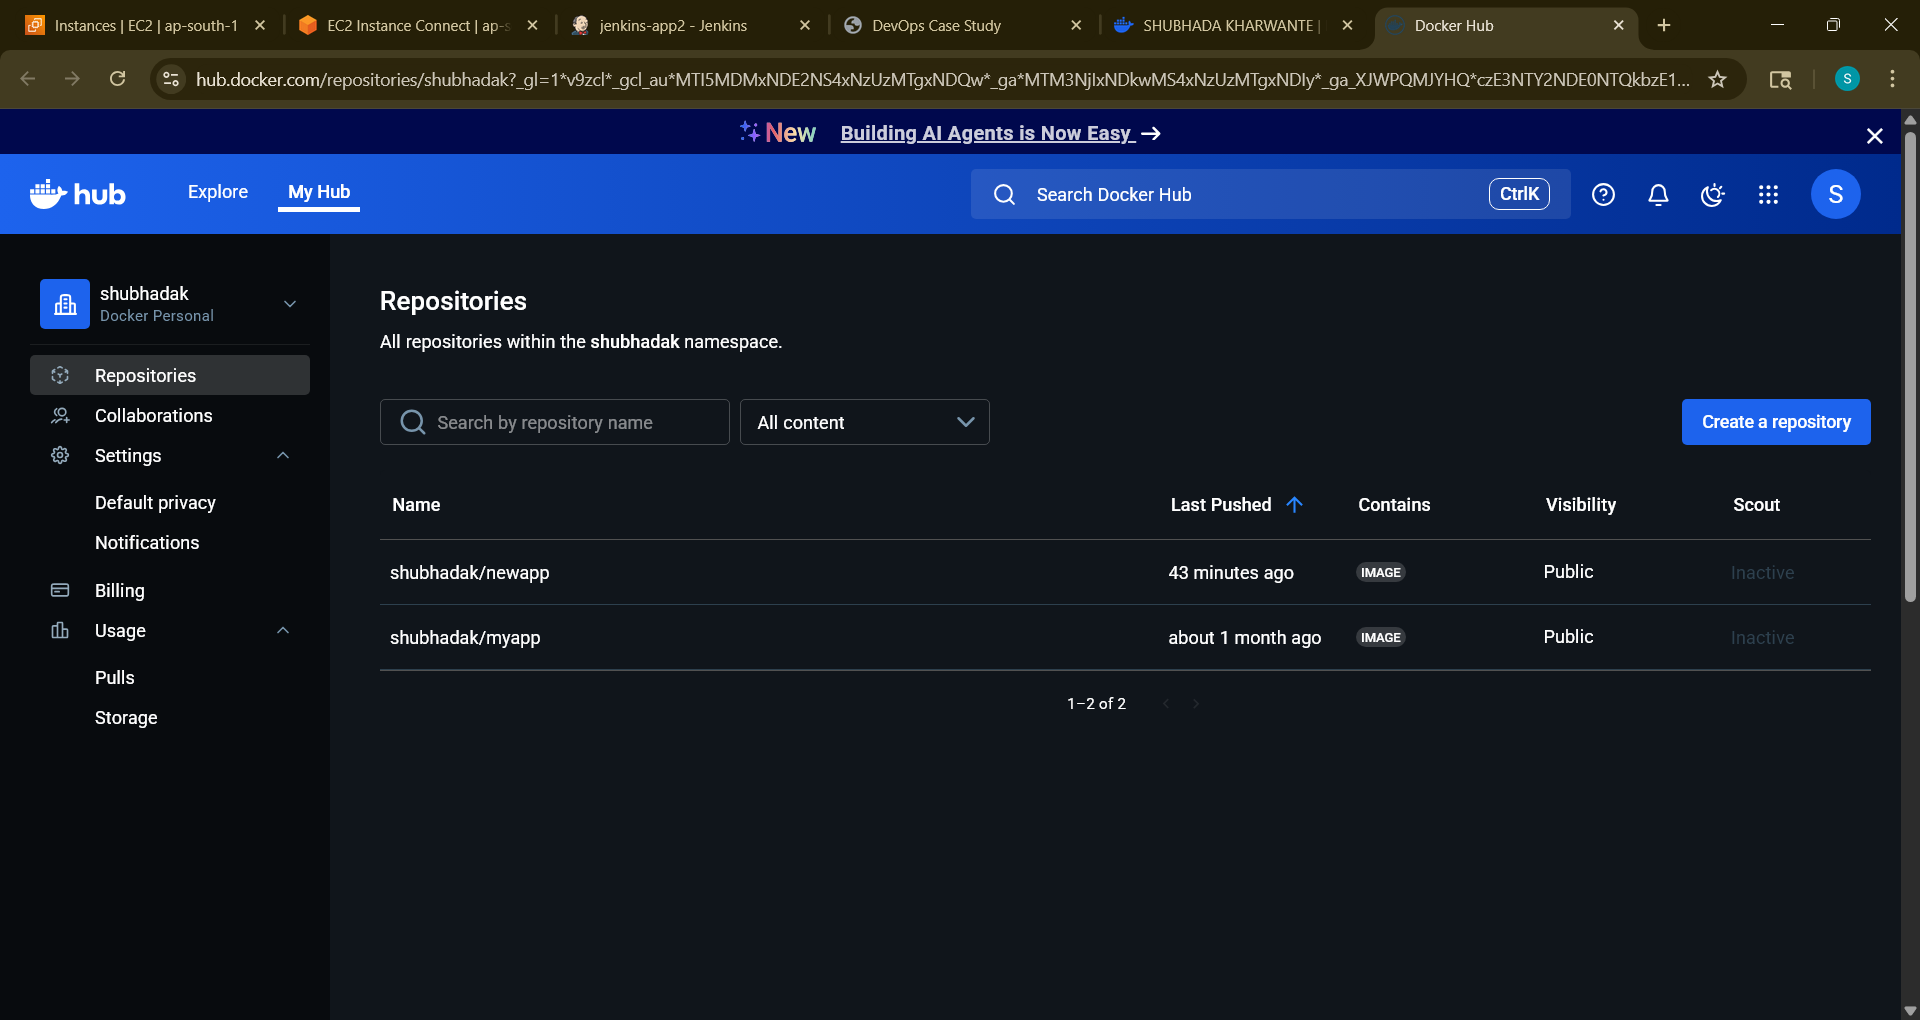 Instances | EC2 | ap-south-1
EC2 Instance Connect | ap-s
jenkins-app2 - Jenkins
DevOps Case Study
SHUBHADA KHARWANTE |
Docker Hub
hub.docker.com/repositories/shubhadak?_gl=1*v9zcl*_gcl_au*MTI5MDMxNDE2NS4xNzUzMTgxNDQw*_ga*MTM3NjIxNDkwMS4xNzUzMTgxNDIy*_ga_XJWPQMJYHQ*czE3NTY2NDE0NTQkbzE1...
S
New
Building AI Agents is Now Easy →
hub
Explore
My Hub
Search Docker Hub
CtrlK
S
shubhadak
Docker Personal
Repositories
Collaborations
Settings
Default privacy
Notifications
Billing
Usage
Pulls
Storage
Repositories
All repositories within the shubhadak namespace.
Search by repository name
All content
Create a repository
Name Last Pushed Contains Visibility Scout
shubhadak/newapp 43 minutes ago IMAGE Public Inactive
shubhadak/myapp about 1 month ago IMAGE Public Inactive
1–2 of 2